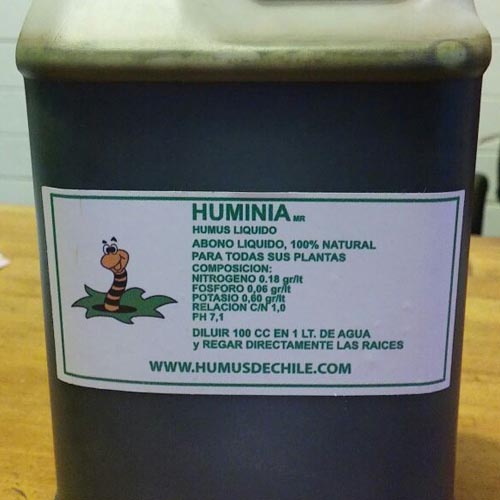 HUMINIA MR
HUMUS LIQUIDO
ABONO LIQUIDO, 100% NATURAL
PARA TODAS SUS PLANTAS
COMPOSICION:
NITROGENO 0.18 gr/lt
FOSFORO 0,06 gr/lt
POTASIO 0,60 gr/lt
RELACION C/N 1,0
PH 7,1
DILUIR 100 CC EN 1 LT. DE AGUA
y REGAR DIRECTAMENTE LAS RAICES
WWW.HUMUSDECHILE.COM